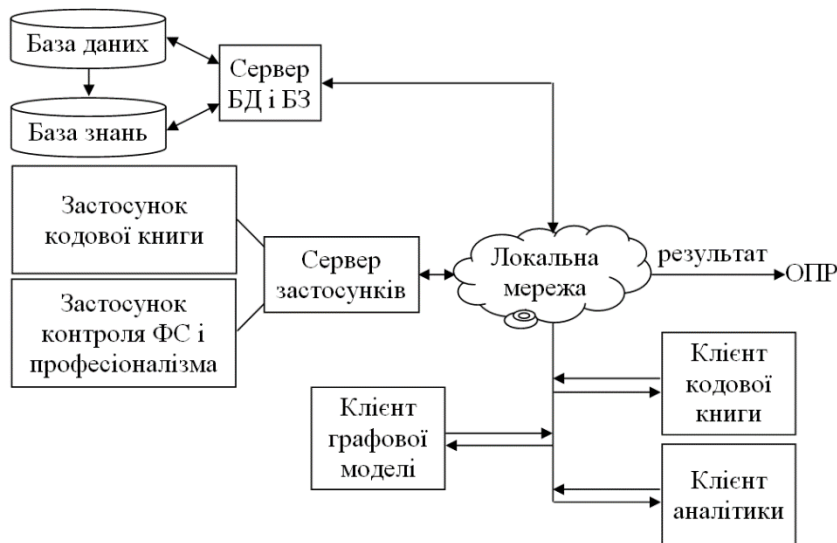 База даних
База знань
Сервер
БД і БЗ
Застосунок
кодової книги
Застосунок
контроля ФС і
професіоналізма
Сервер
застосунків
Локальна
мережа
результат
ОПР
Клієнт
кодової
книги
Клієнт
графової
моделі
Клієнт
аналітики